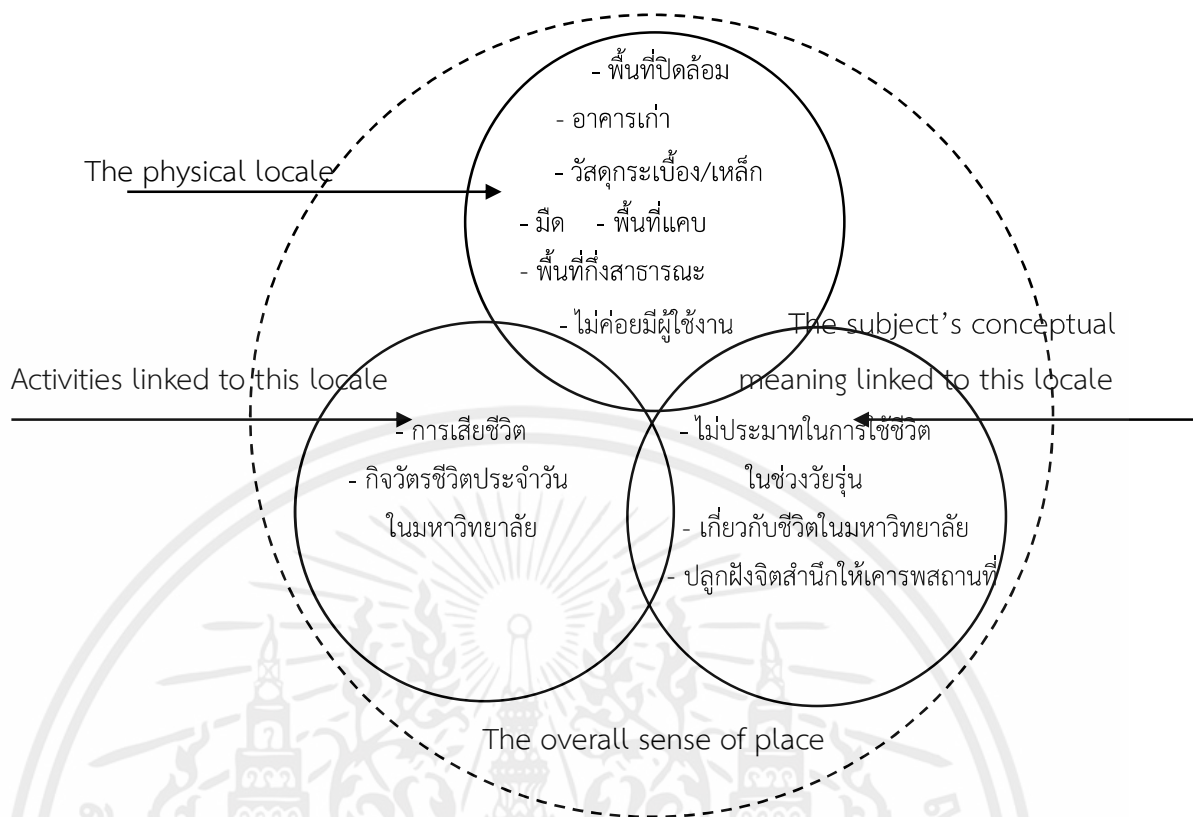 - พื้นที่ปิดล้อม
- อาคารเก่า
The physical locale
- วัสดุกระเบื้อง/เหล็ก
- มืด - พื้นที่แคบ
- พื้นที่กึ่งสาธารณะ
- ไม่ค่อยมีผู้ใช้งาน
The subject's conceptual
meaning linked to this locale
Activities linked to this locale
- การเสียชีวิต
- กิจวัตรชีวิตประจำวัน
ในมหาวิทยาลัย
- ไม่ประมาทในการใช้ชีวิต
ในช่วงวัยรุ่น
- เกี่ยวกับชีวิตในมหาวิทยาลัย
- ปลูกฝังจิตสำนึกให้เคารพสถานที่
The overall sense of place